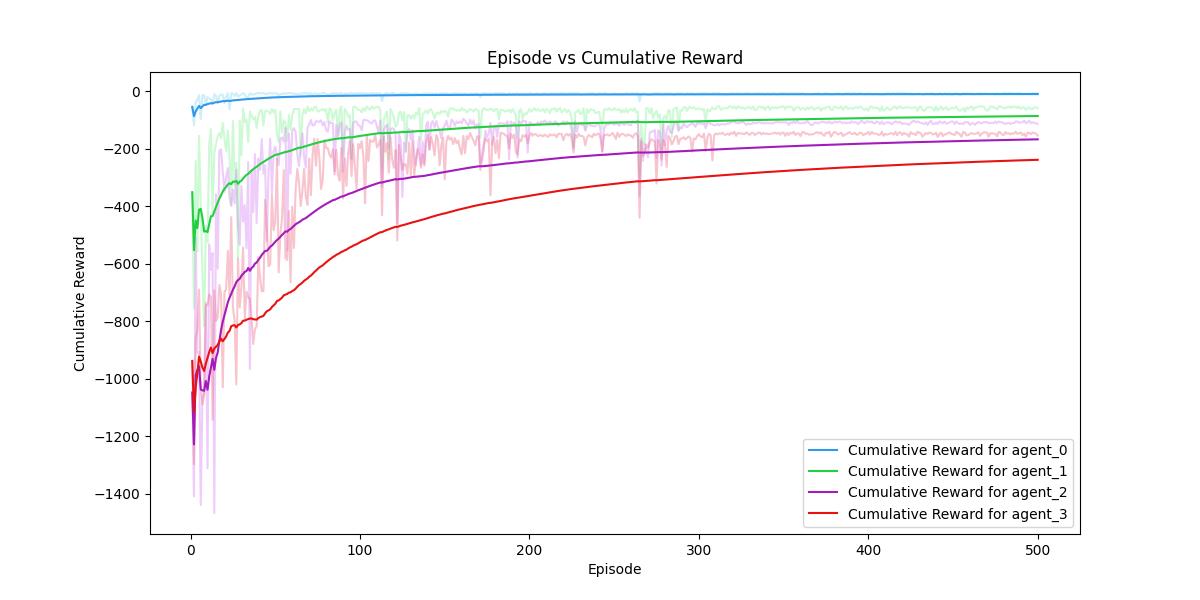 Episode vs Cumulative Reward
0
−200
−400
−600
−800
−1000
−1200
−1400
Cumulative Reward
Cumulative Reward for agent_0
Cumulative Reward for agent_1
Cumulative Reward for agent_2
Cumulative Reward for agent_3
0 100 200 300 400 500
Episode